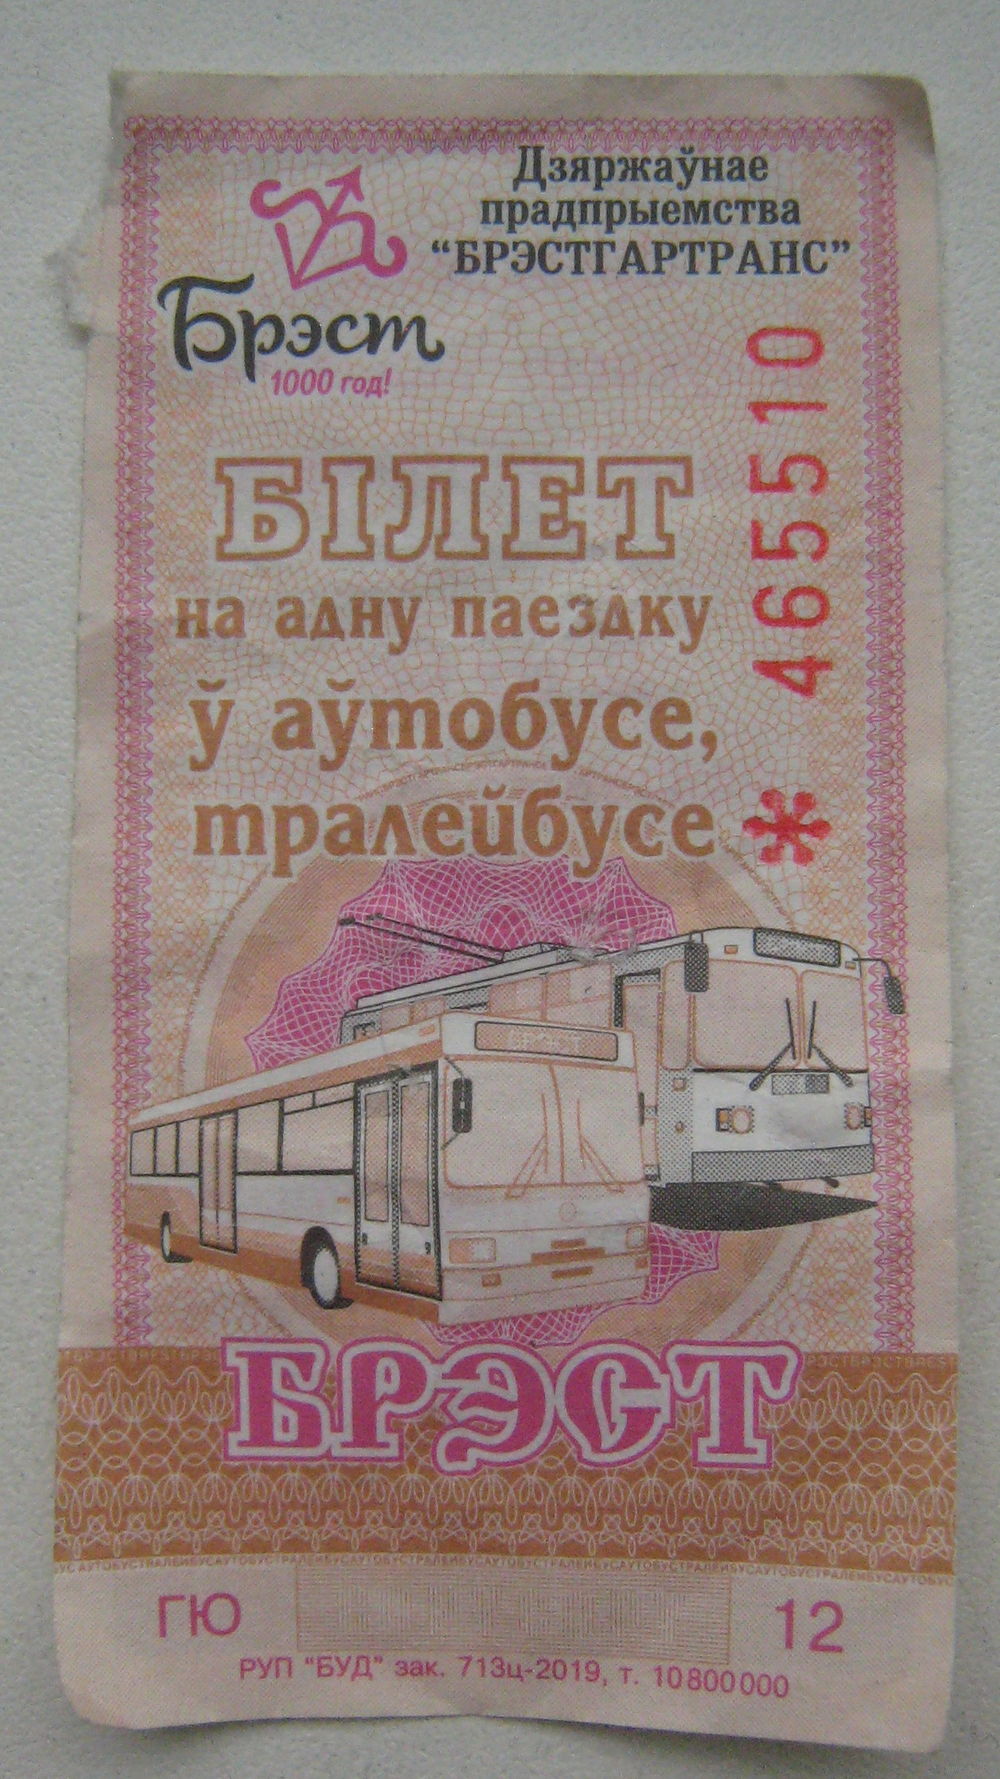 Дзяржаўнае
прадпрыемства
“БРЭСТГАРТРАНС”
Брэст
1000 год!
465510
БІЛЕТ
на адну паездку
ў аўтобусе,
тралейбусе
*
БРЭСТ
УСАЎТОБУСТРАЛЕЙБУСАЎТОБУСТРАЛЕЙБУСАЎТОБУСТРАЛЕЙБУСАЎТОБУСТРАЛЕЙБУСАЎТОБУС
ГЮ
12
РУП “БУД” зак. 713ц-2019, т. 10800000